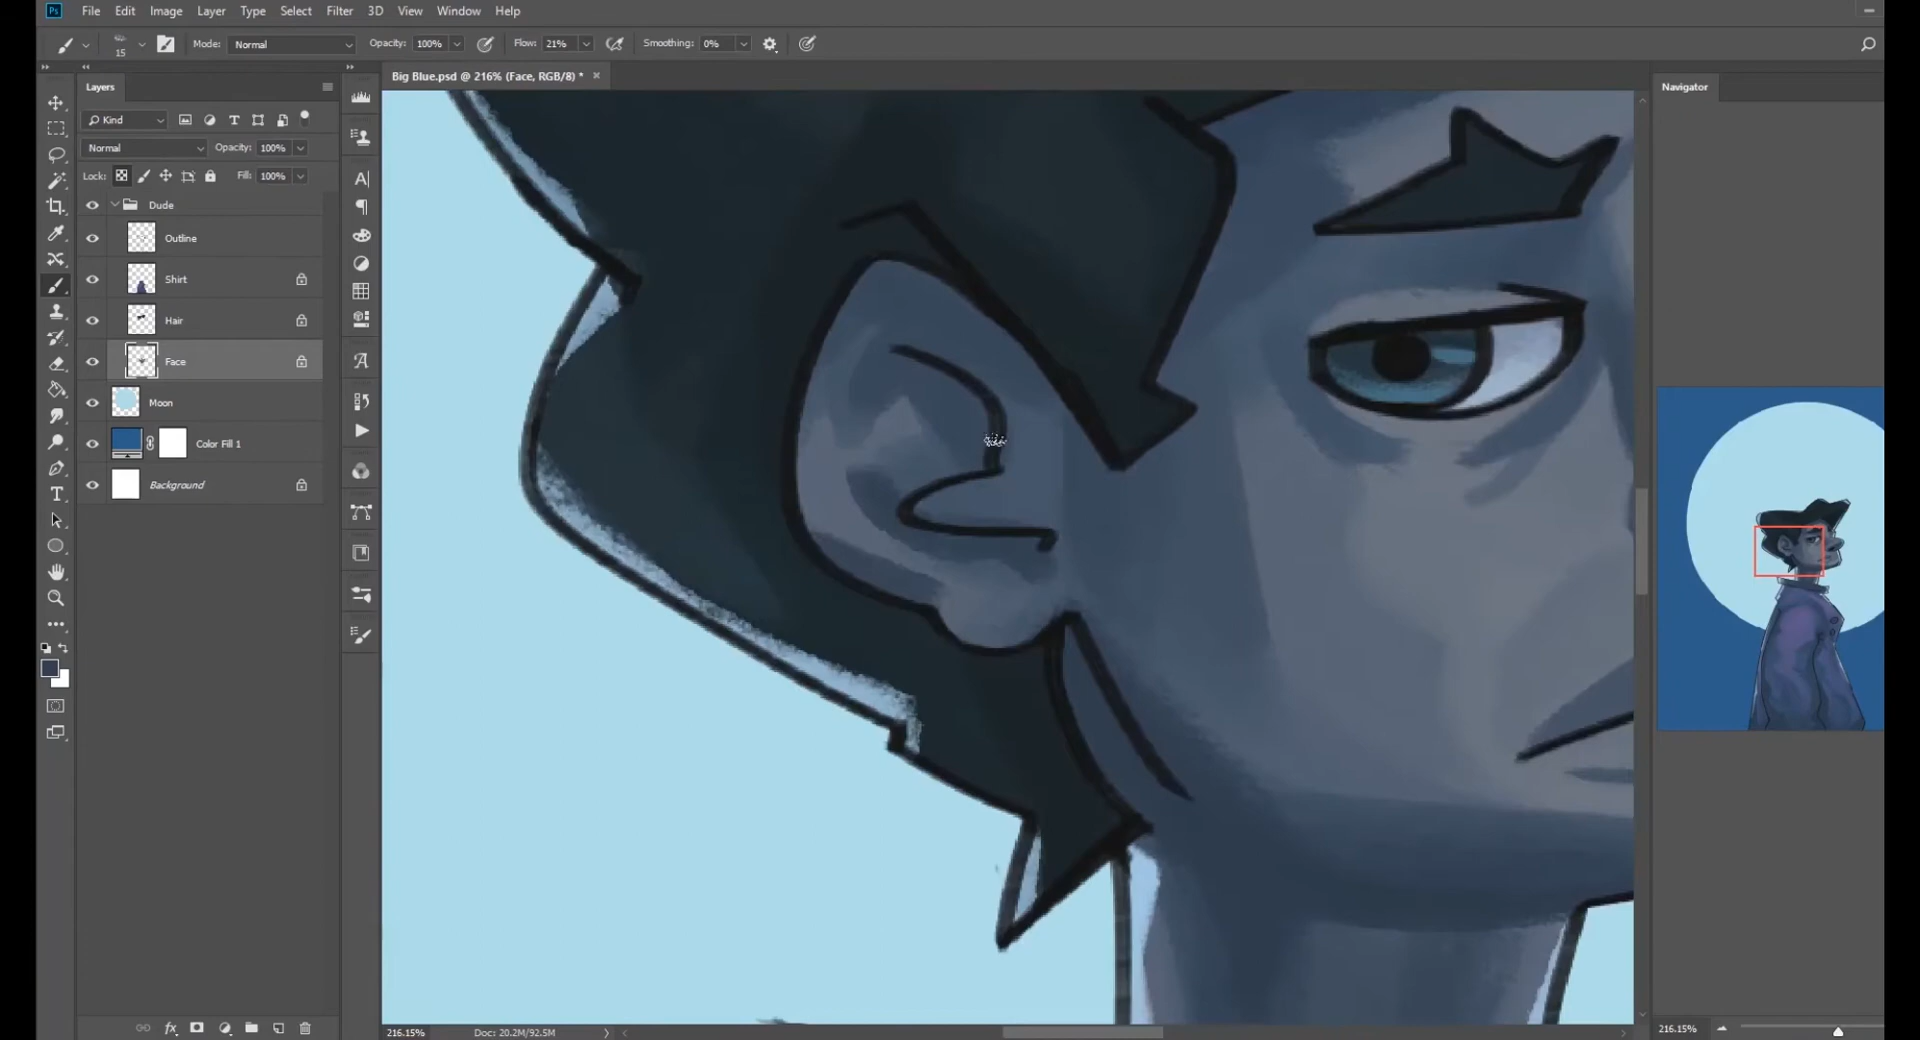 Ps File Edit Image Layer Type Select Filter 3D View Window Help
15 Mode: Normal Opacity: 100% Flow: 21% Smoothing: 0%
Layers
Big Blue.psd @ 216% (Face, RGB/8) *
Navigator
Kind
Normal Opacity: 100%
Lock: Fill: 100%
Dude
Outline
Shirt
Hair
Face
Moon
Color Fill 1
Background
216.15% Doc: 20.2M/92.5M
216.15%